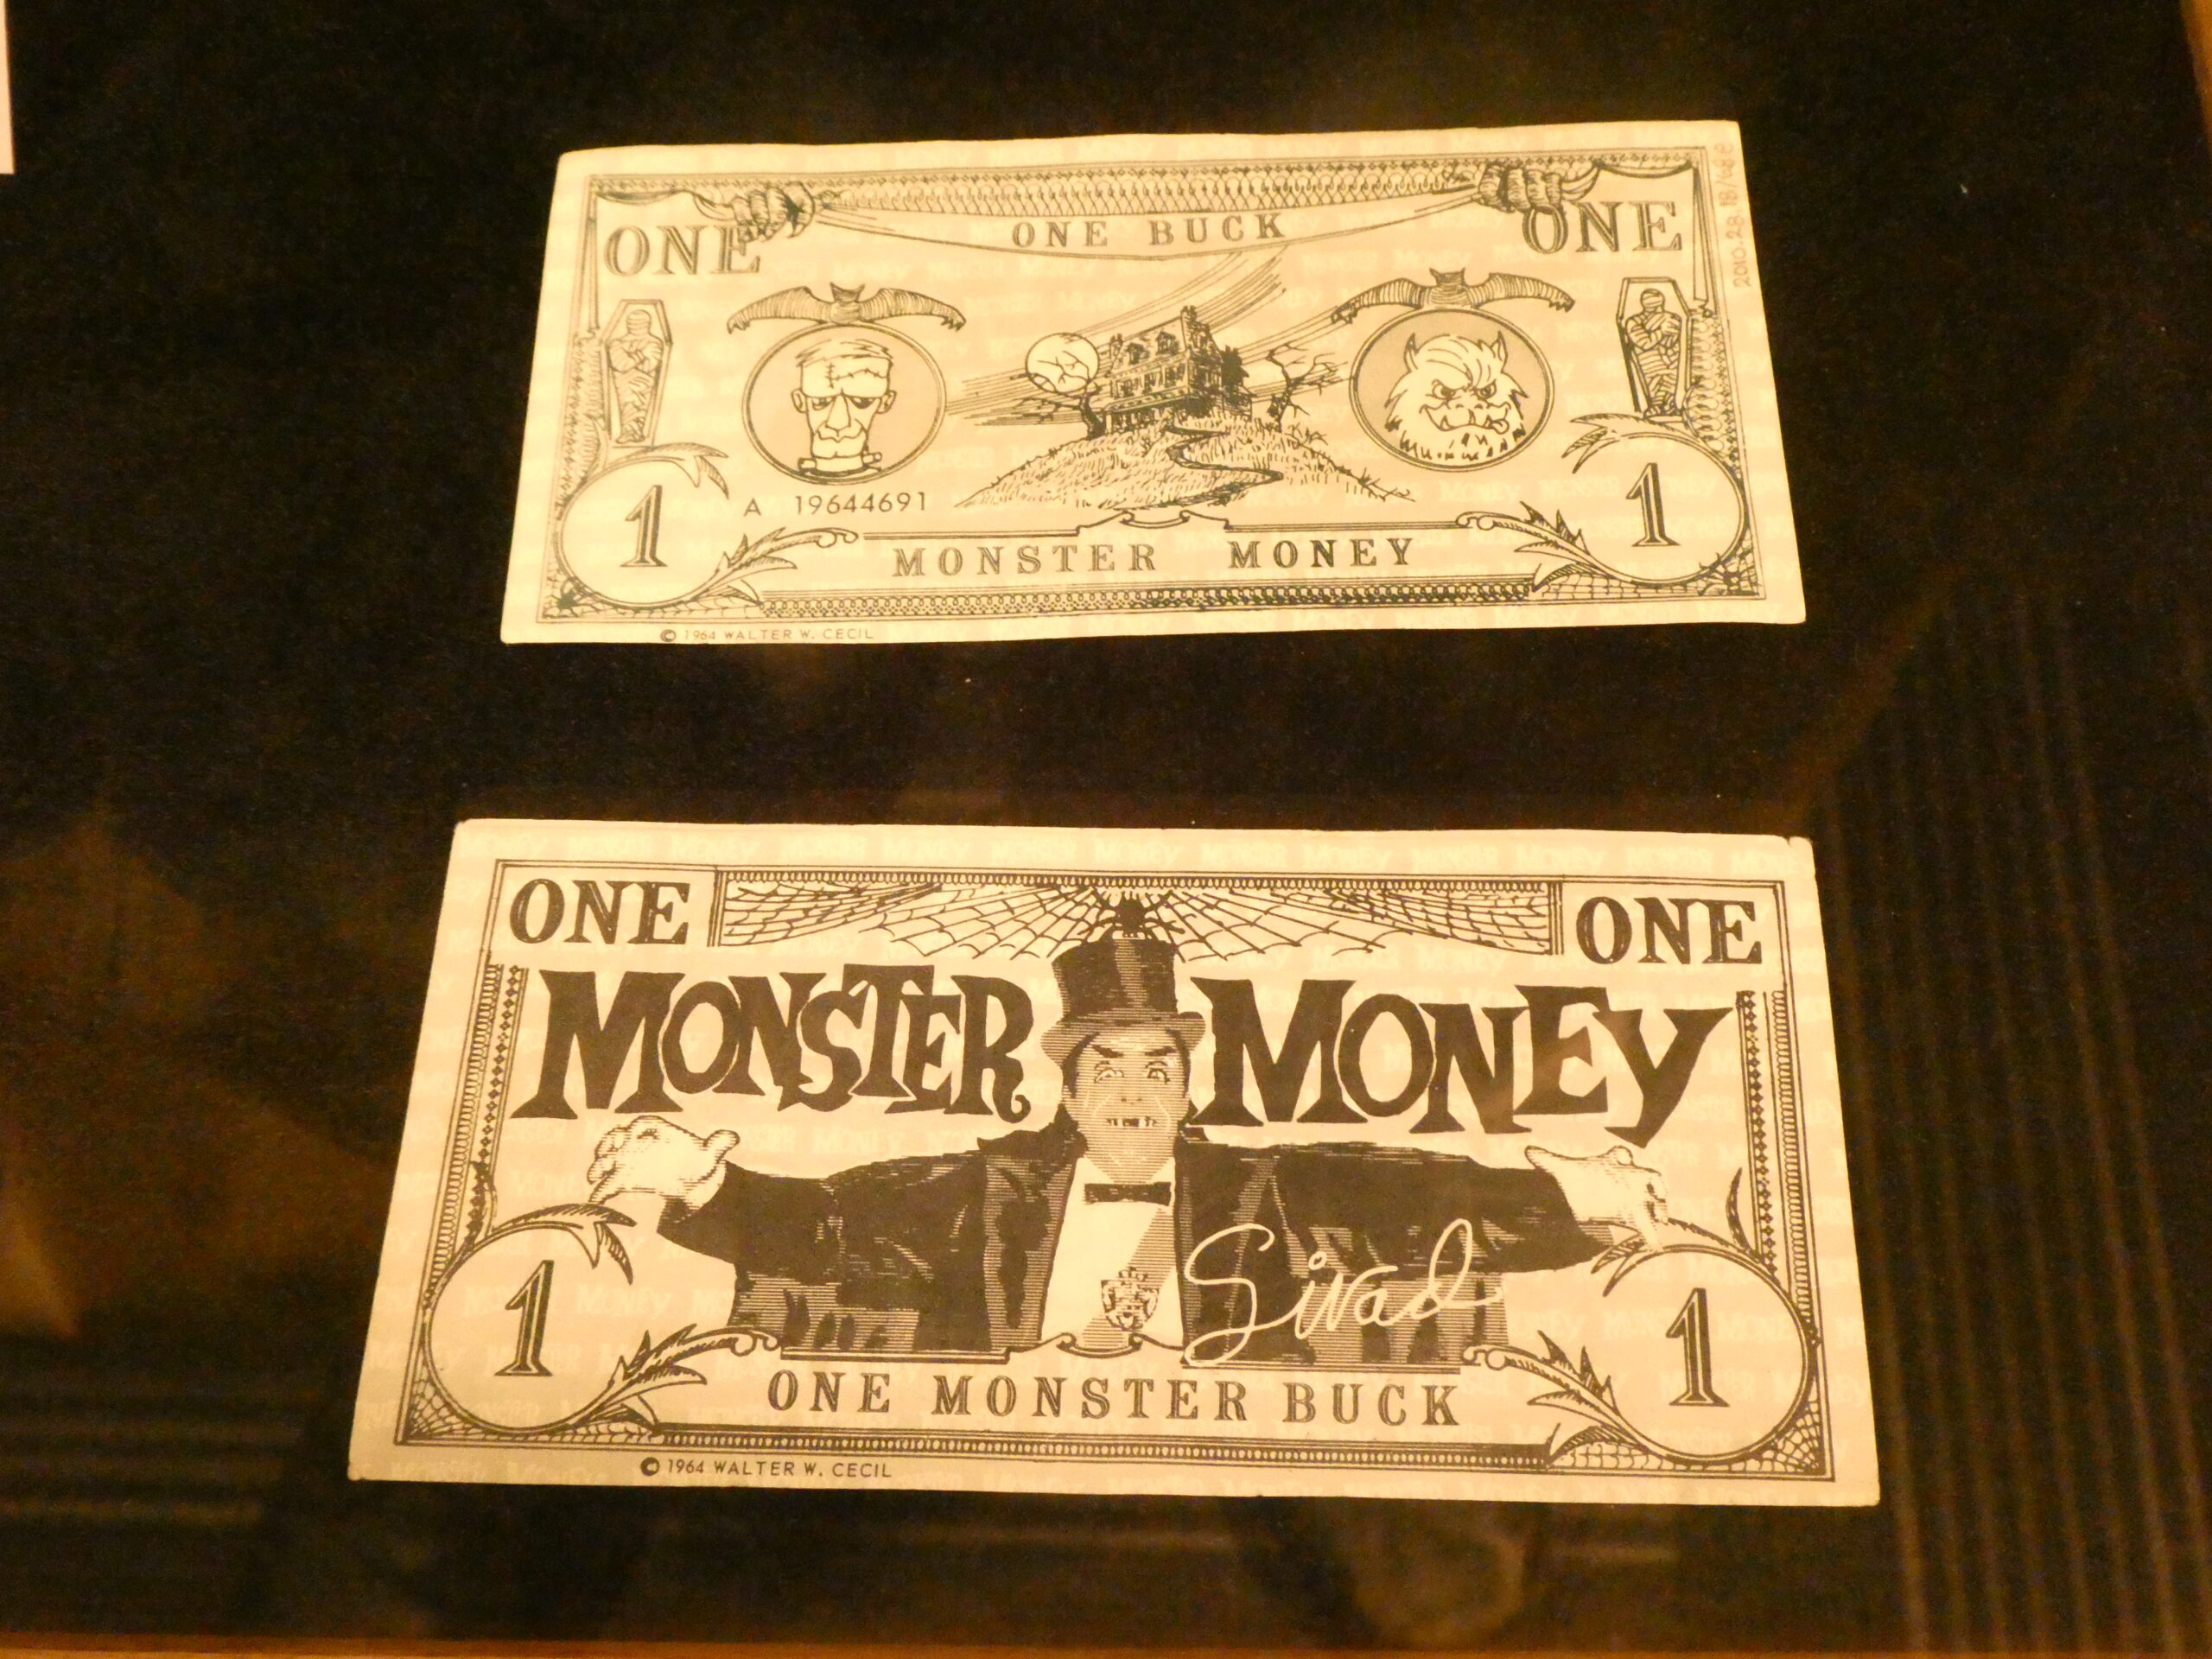 ONE ONE BUCK ONE
2010.28.18/
1 A 19644691 1
MONSTER MONEY
© 1964 WALTER W. CECIL
ONE ONE
MONSTER MONEY
Sivad
1 1
ONE MONSTER BUCK
© 1964 WALTER W. CECIL